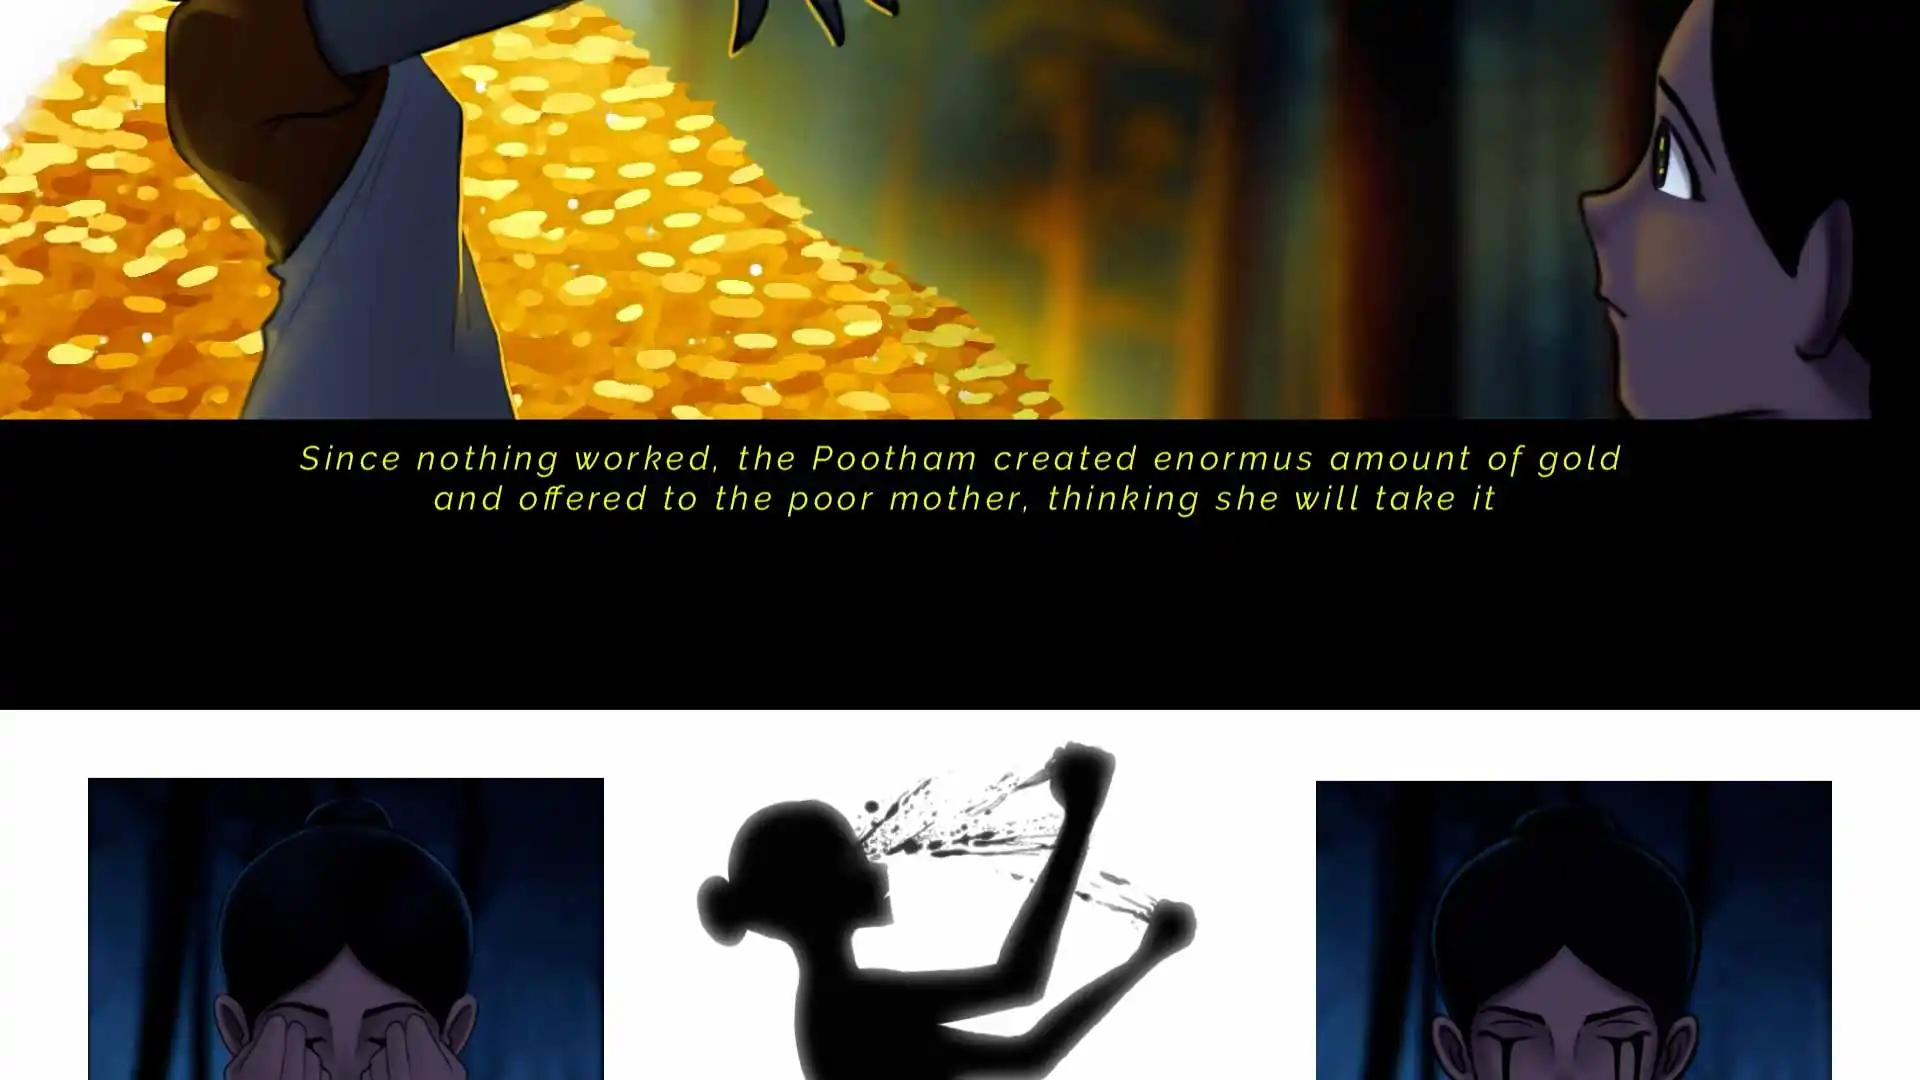 Since nothing worked, the Pootham created enormus amount of gold
and offered to the poor mother, thinking she will take it